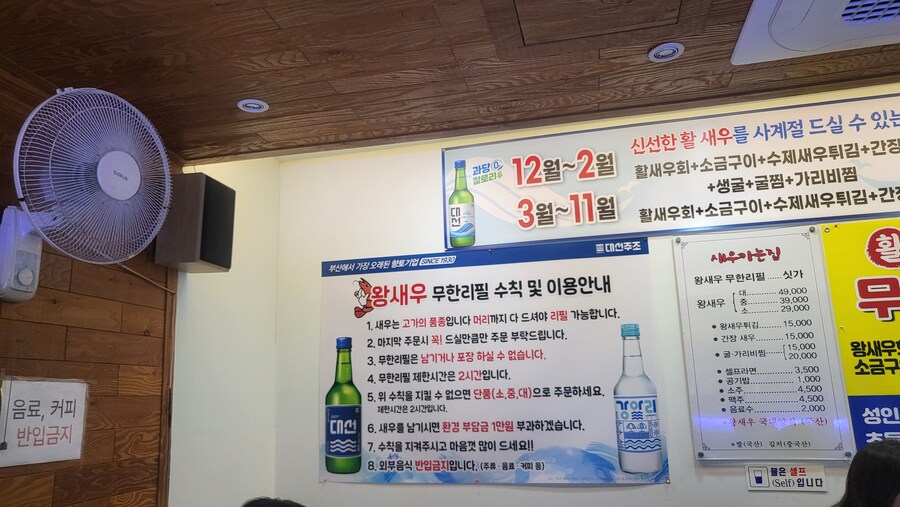 과당 0
칼로리
대선
12월~2월
3월~11월
신선한 활 새우를 사계절 드실 수 있는
활새우회+소금구이+수제새우튀김+간장
+생굴+굴찜+가리비찜
활새우회+소금구이+수제새우튀김+간장
대선주조
부산에서 가장 오래된 향토기업 SINCE 1930
왕새우 무한리필 수칙 및 이용안내
1. 새우는 고가의 품종입니다 머리까지 다 드셔야 리필 가능합니다.
2. 마지막 주문시 꼭! 드실만큼만 주문 부탁드립니다.
3. 무한리필은 남기거나 포장 하실 수 없습니다.
4. 무한리필 제한시간은 2시간입니다.
5. 위 수칙을 지킬 수 없으면 단품(소,중,대)으로 주문하세요.
제한시간은 2시간입니다.
6. 새우를 남기시면 환경 부담금 1만원 부과하겠습니다.
7. 수칙을 지켜주시고 마음껏 많이 드세요!!
8. 외부음식 반입금지입니다. (주류 · 음료 · 커피 등)
대선
강알리
새우아는집
왕새우 무한리필 ...... 싯가
왕새우
대 ...... 49,000
중 ...... 39,000
소 ...... 29,000
• 왕새우튀김 ...... 15,000
• 간장 새우 ...... 15,000
• 굴·가리비찜 ...... 15,000
20,000
• 셀프라면 ...... 3,500
• 공기밥 ...... 1,000
• 소주 ...... 4,500
• 맥주 ...... 4,500
• 음료수 ...... 2,000
*쌀(국산) 김치(중국산)
물은 셀프
(Self)입니다
활
무
왕새우
소금구
성인
음료, 커피
반입금지